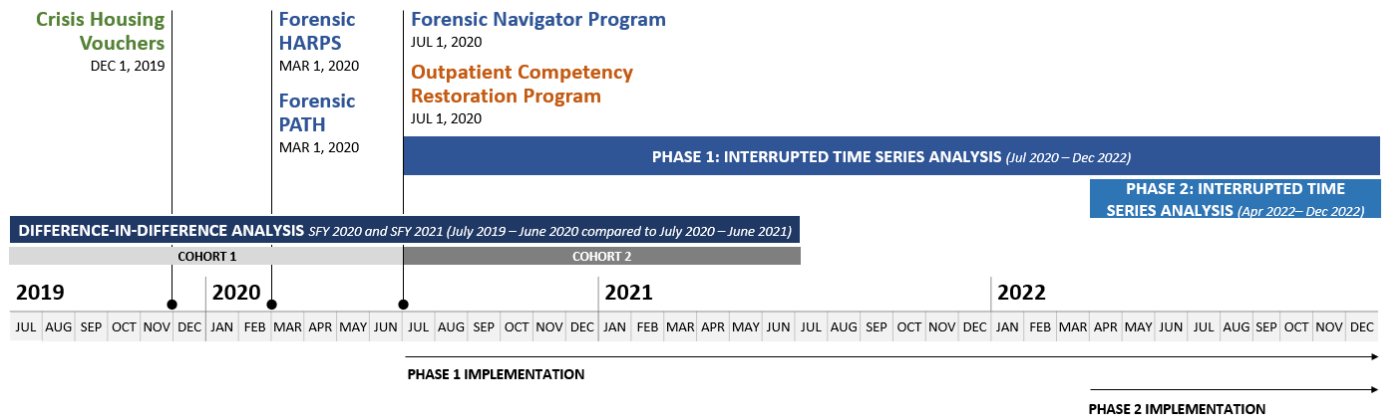 Crisis Housing
Vouchers
DEC 1, 2019
Forensic
HARPS
MAR 1, 2020
Forensic
PATH
MAR 1, 2020
Forensic Navigator Program
JUL 1, 2020
Outpatient Competency
Restoration Program
JUL 1, 2020
PHASE 1: INTERRUPTED TIME SERIES ANALYSIS (Jul 2020 – Dec 2022)
PHASE 2: INTERRUPTED TIME
SERIES ANALYSIS (Apr 2022– Dec 2022)
DIFFERENCE-IN-DIFFERENCE ANALYSIS SFY 2020 and SFY 2021 (July 2019 – June 2020 compared to July 2020 – June 2021)
COHORT 1 COHORT 2
2019 2020 2021 2022
JUL AUG SEP OCT NOV DEC JAN FEB MAR APR MAY JUN JUL AUG SEP OCT NOV DEC JAN FEB MAR APR MAY JUN JUL AUG SEP OCT NOV DEC JAN FEB MAR APR MAY JUN JUL AUG SEP OCT NOV DEC
PHASE 1 IMPLEMENTATION
PHASE 2 IMPLEMENTATION